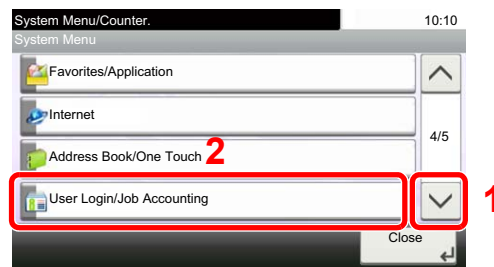 System Menu/Counter. 10:10
System Menu
Favorites/Application
Internet
4/5
Address Book/One Touch 2
User Login/Job Accounting 1
Close